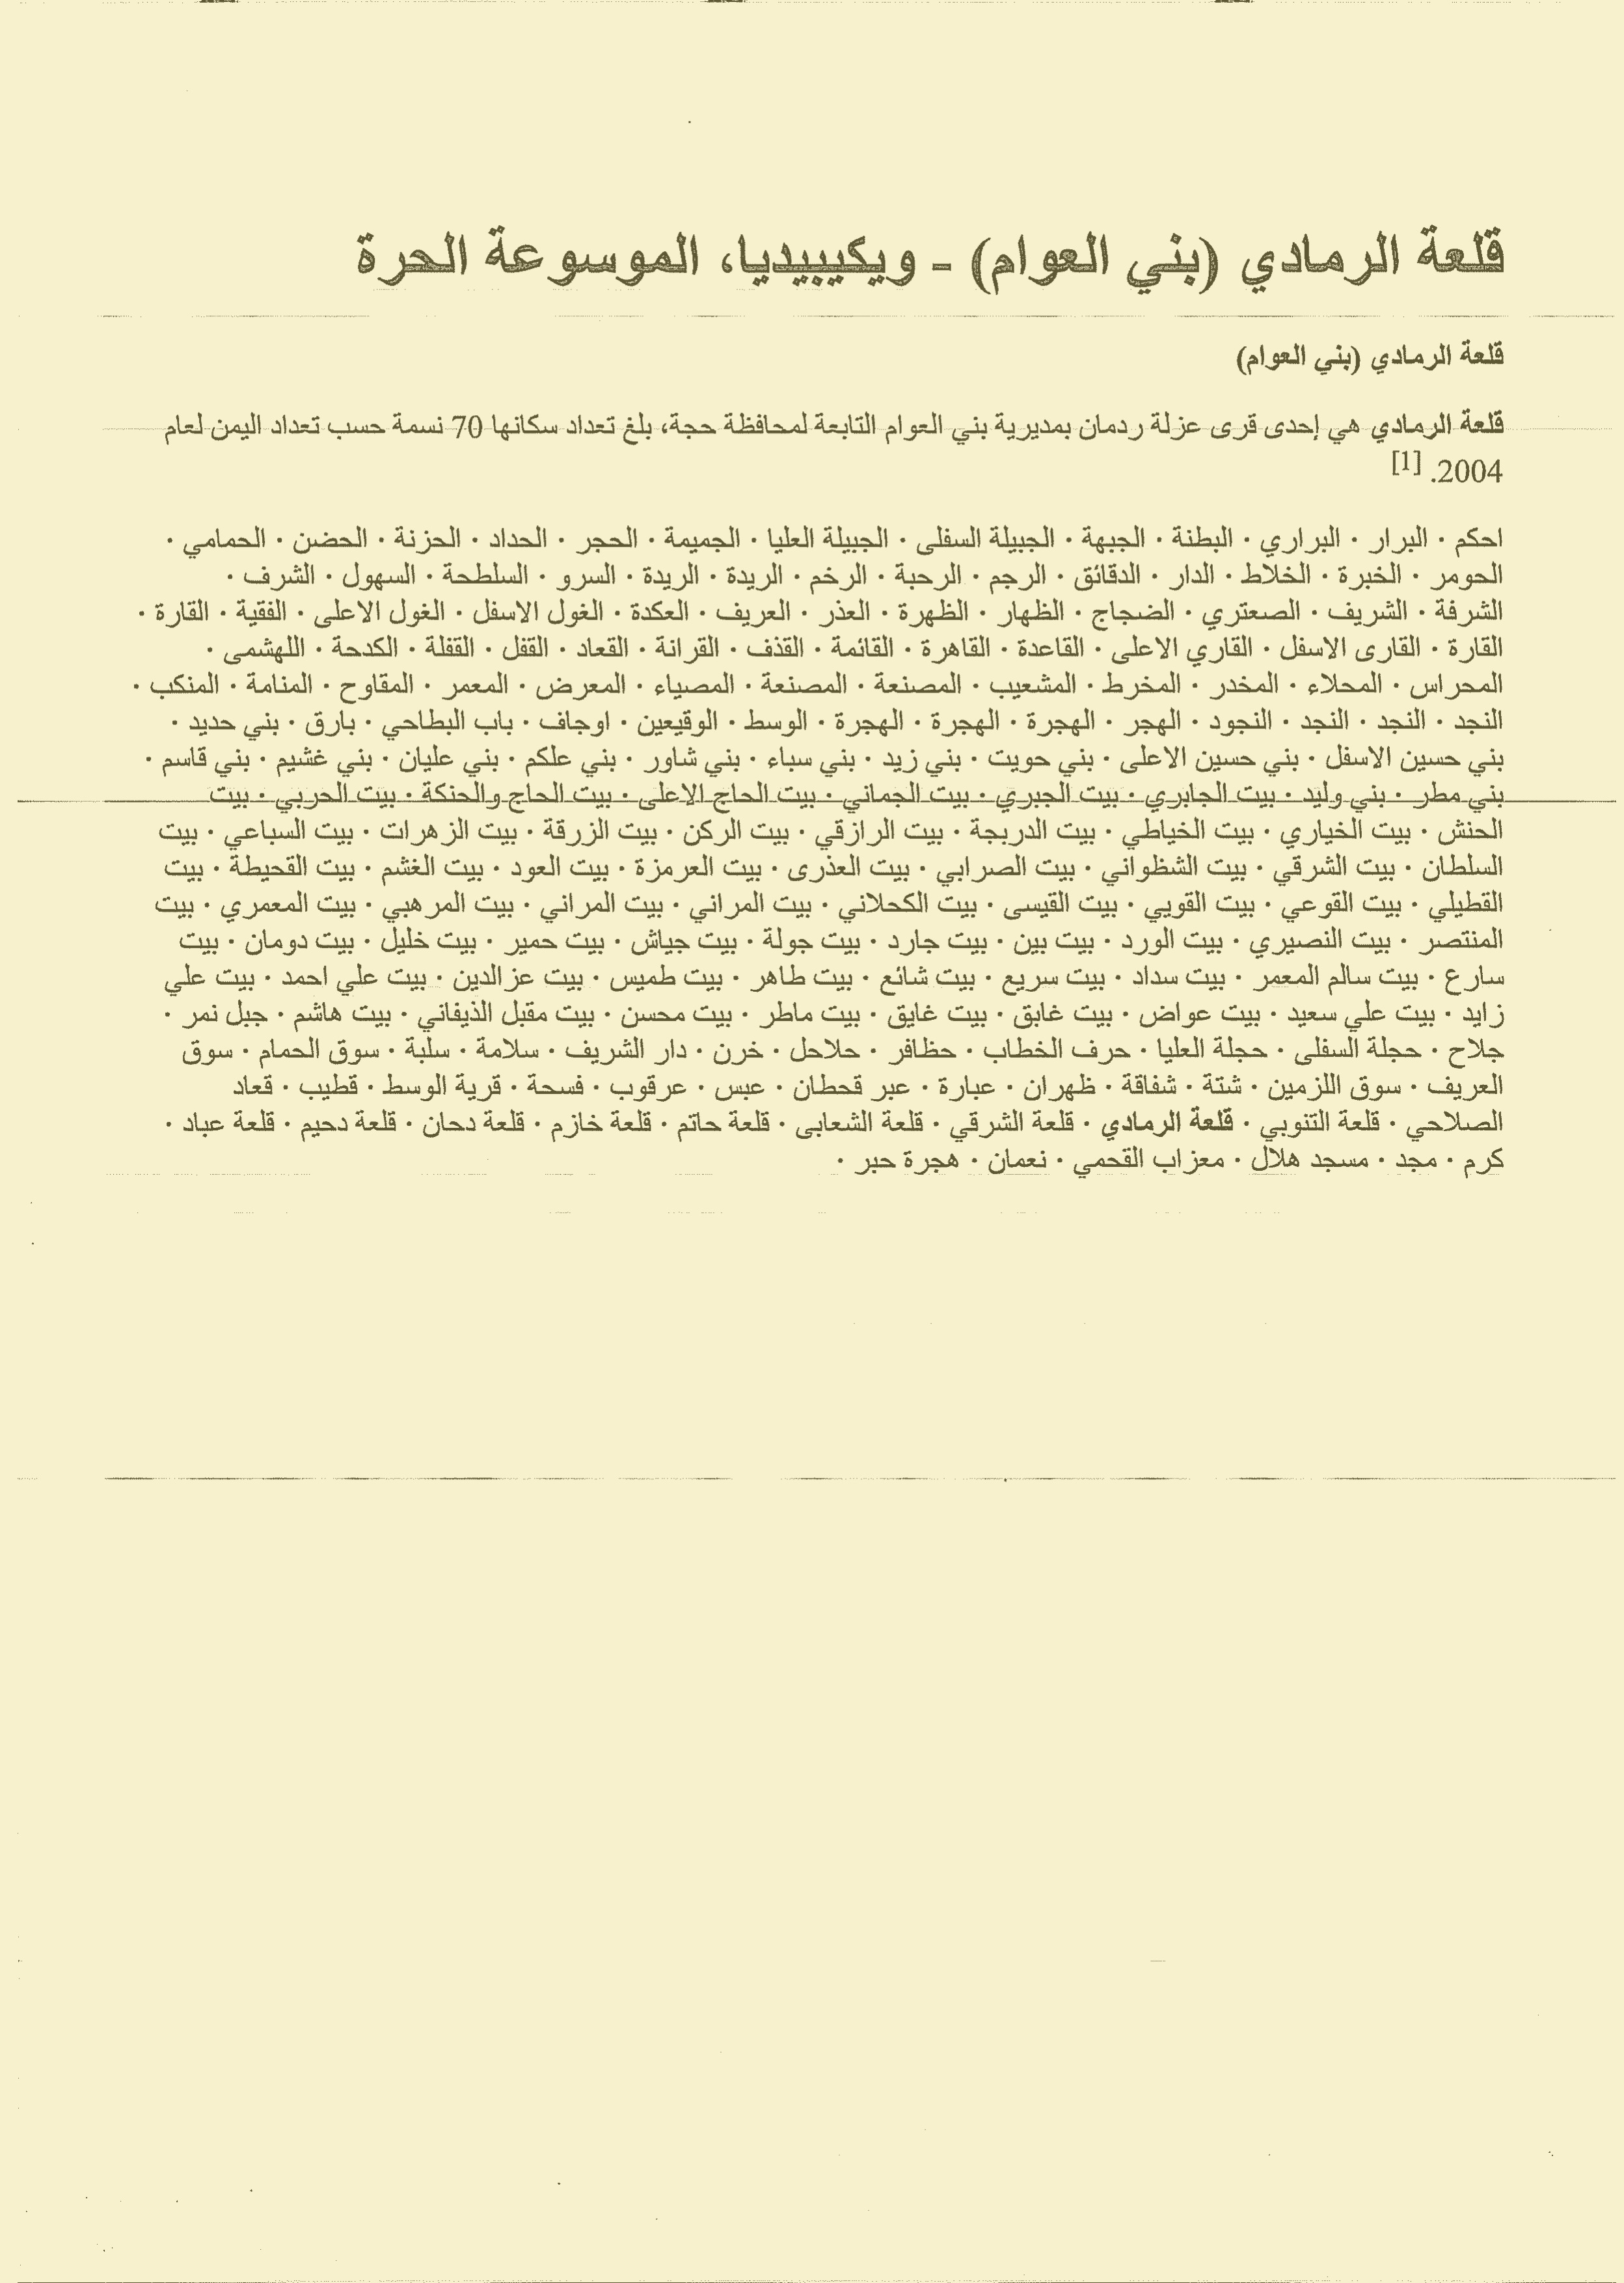 قلعة الرمادي (بني العوام) - ويكيبيديا، الموسوعة الحرة
قلعة الرمادي (بني العوام)
قلعة الرمادي هي إحدى قرى عزلة ردمان بمديرية بني العوام التابعة لمحافظة حجة، بلغ تعداد سكانها 70 نسمة حسب تعداد اليمن لعام
2004. [1]
احكم · البرار · البراري · البطنة · الجبهة · الجبيلة السفلى · الجبيلة العليا · الجميمة · الحجر · الحداد · الحزنة · الحضن · الحمامي ·
الحومر · الخبرة · الخلاط · الدار · الدقائق · الرجم · الرحبة · الرخم · الريدة · الريدة · السرو · السلطحة · السهول · الشرف ·
الشرفة · الشريف · الصعتري · الضجاج · الظهار · الظهرة · العذر · العريف · العكدة · الغول الاسفل · الغول الاعلى · الفقية · القارة ·
القارة · القارى الاسفل · القاري الاعلى · القاعدة · القاهرة · القائمة · القذف · القرانة · القعاد · القفل · القفلة · الكدحة · اللهشمى ·
المحراس · المحلاء · المخدر · المخرط · المشعيب · المصنعة · المصنعة · المصياء · المعرض · المعمر · المقاوح · المنامة · المنكب ·
النجد · النجد · النجد · النجود · الهجر · الهجرة · الهجرة · الهجرة · الوسط · الوقيعين · اوجاف · باب البطاحي · بارق · بني حديد ·
بني حسين الاسفل · بني حسين الاعلى · بني حويت · بني زيد · بني سباء · بني شاور · بني علكم · بني عليان · بني غشيم · بني قاسم ·
بني مطر · بني وليد · بيت الجابري · بيت الجبري · بيت الجماني · بيت الحاج الاعلى · بيت الحاج والحنكة · بيت الحربي · بيت
الحنش · بيت الخياري · بيت الخياطي · بيت الدربجة · بيت الرازقي · بيت الركن · بيت الزرقة · بيت الزهرات · بيت السباعي · بيت
السلطان · بيت الشرقي · بيت الشظواني · بيت الصرابي · بيت العذرى · بيت العرمزة · بيت العود · بيت الغشم · بيت القحيطة · بيت
القطيلي · بيت القوعي · بيت القويي · بيت القيسى · بيت الكحلاني · بيت المراني · بيت المراني · بيت المرهبي · بيت المعمري · بيت
المنتصر · بيت النصيري · بيت الورد · بيت بين · بيت جارد · بيت جولة · بيت جياش · بيت حمير · بيت خليل · بيت دومان · بيت
سارع · بيت سالم المعمر · بيت سداد · بيت سريع · بيت شائع · بيت طاهر · بيت طميس · بيت عزالدين · بيت علي احمد · بيت علي
زايد · بيت علي سعيد · بيت عواض · بيت غابق · بيت غايق · بيت ماطر · بيت محسن · بيت مقبل الذيفاني · بيت هاشم · جبل نمر ·
جلاح · حجلة السفلى · حجلة العليا · حرف الخطاب · حظافر · حلاحل · خرن · دار الشريف · سلامة · سلبة · سوق الحمام · سوق
العريف · سوق اللزمين · شتة · شفاقة · ظهران · عبارة · عبر قحطان · عبس · عرقوب · فسحة · قرية الوسط · قطيب · قعاد
الصلاحي · قلعة التنوبي · قلعة الرمادي · قلعة الشرقي · قلعة الشعابى · قلعة حاتم · قلعة خازم · قلعة دحان · قلعة دحيم · قلعة عباد ·
كرم · مجد · مسجد هلال · معزاب القحمي · نعمان · هجرة حبر ·